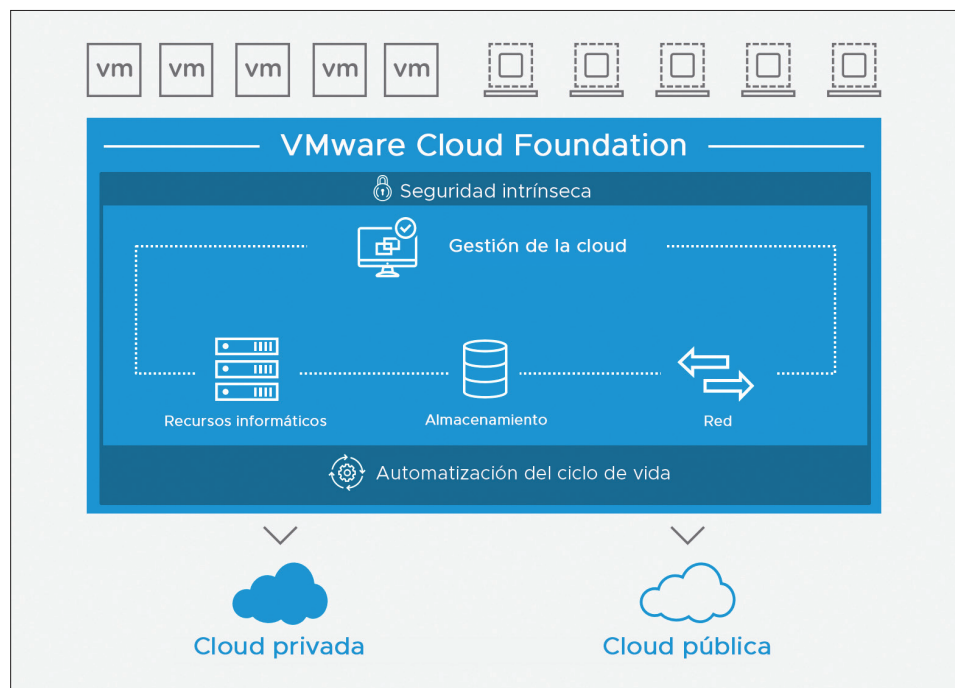 vm vm vm vm vm
VMware Cloud Foundation
Seguridad intrínseca
Gestión de la cloud
Recursos informáticos Almacenamiento Red
Automatización del ciclo de vida
Cloud privada Cloud pública